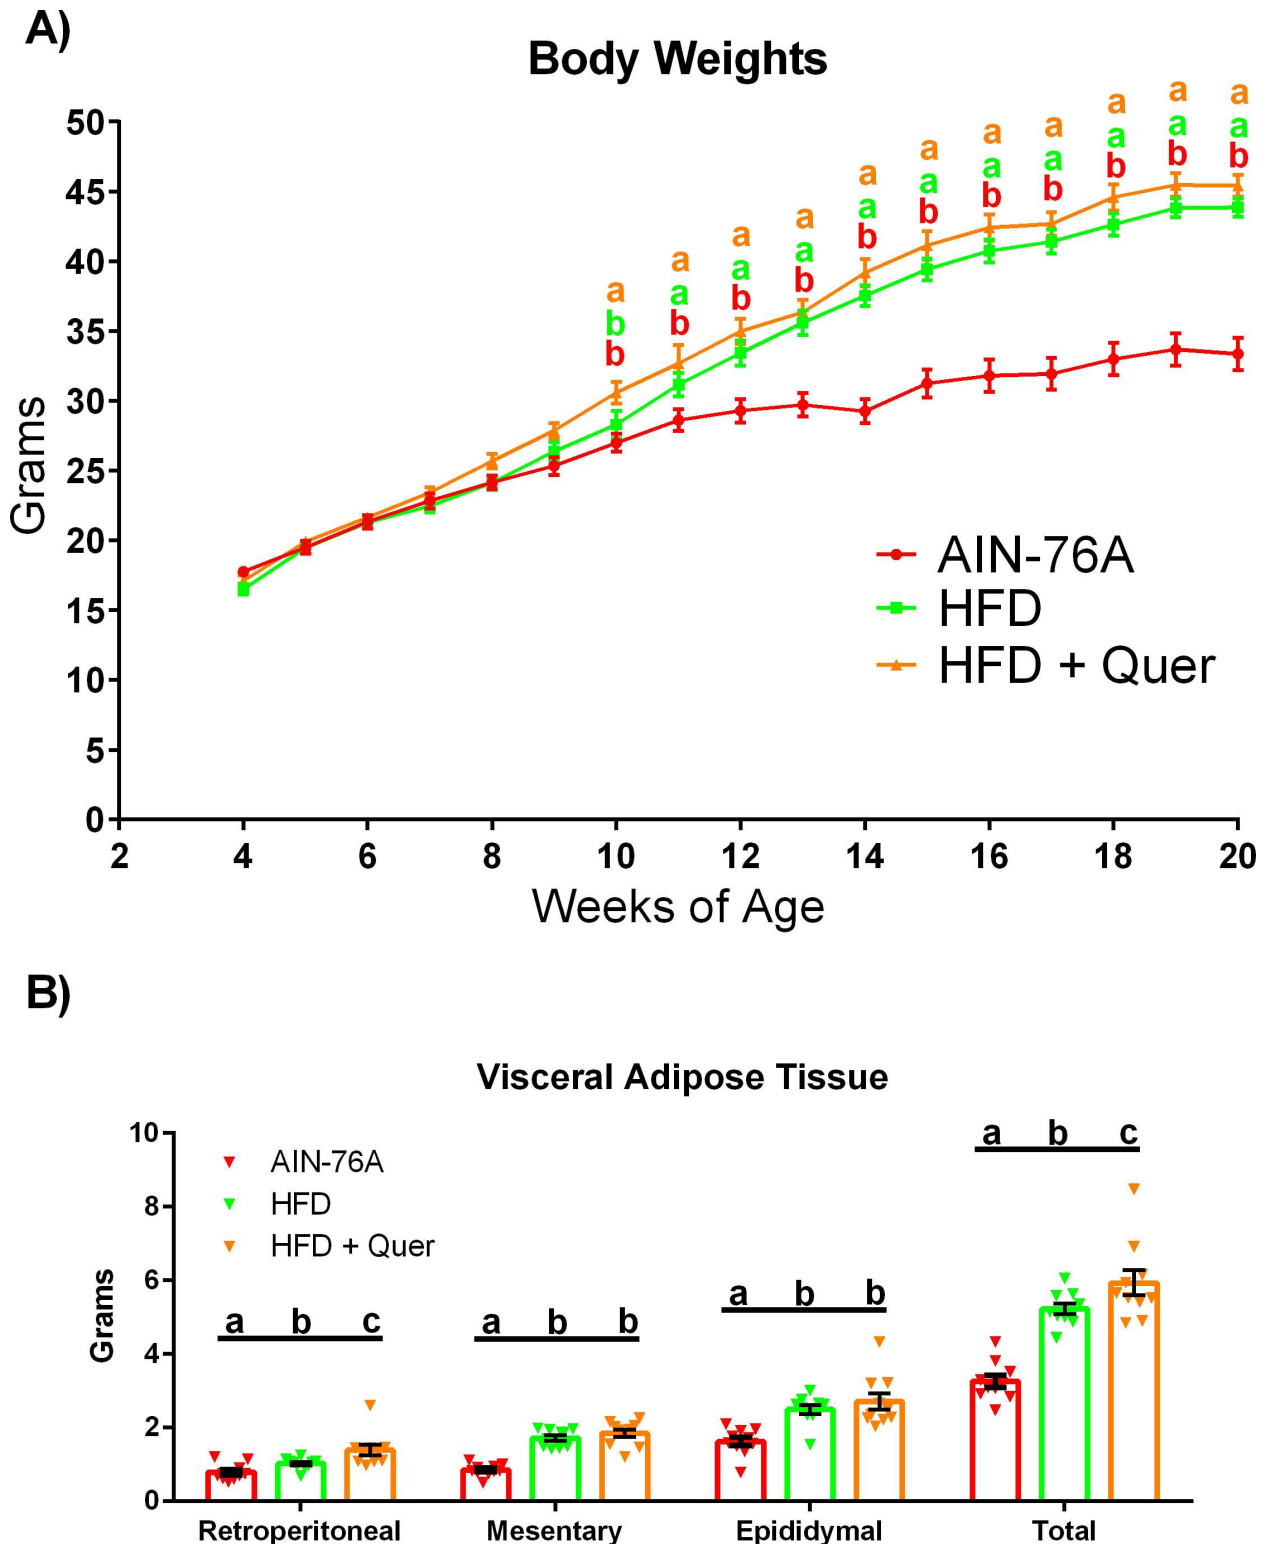 A)
Body Weights
a a a
a a a a a a
a a a a a b b b
a a b b b
a a b
a a b
a a b
a b
b b
b
50
45
40
35
30
25
20
15
10
5
0
Grams
AIN-76A
HFD
HFD + Quer
2 4 6 8 10 12 14 16 18 20
Weeks of Age
B)
Visceral Adipose Tissue
10
8
6
4
2
0
Grams
AIN-76A
HFD
HFD + Quer
a b c
a b b
a b b
a b c
Retroperitoneal Mesentary Epididymal Total